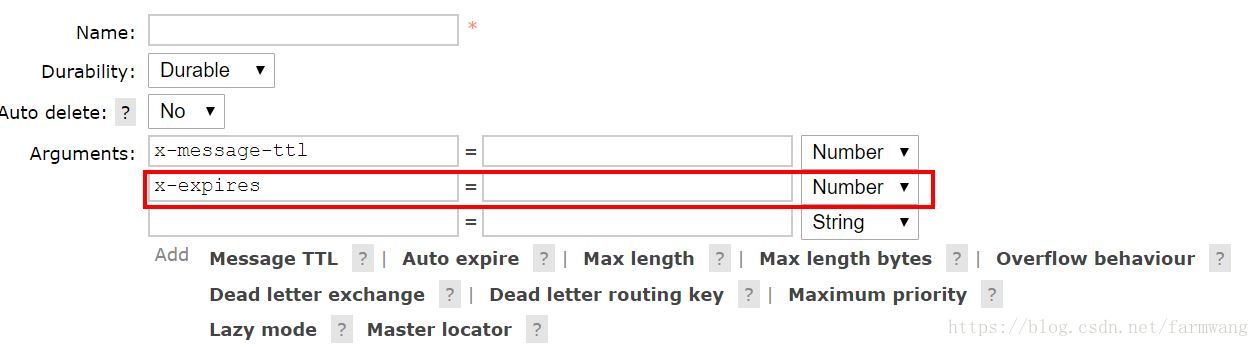 Name: *
Durability: Durable ▼
Auto delete: ? No ▼
Arguments: x-message-ttl = Number ▼
x-expires = Number ▼
= String ▼
Add Message TTL ? | Auto expire ? | Max length ? | Max length bytes ? | Overflow behaviour ?
Dead letter exchange ? | Dead letter routing key ? | Maximum priority ?
Lazy mode ? Master locator ?
https://blog.csdn.net/farmwang